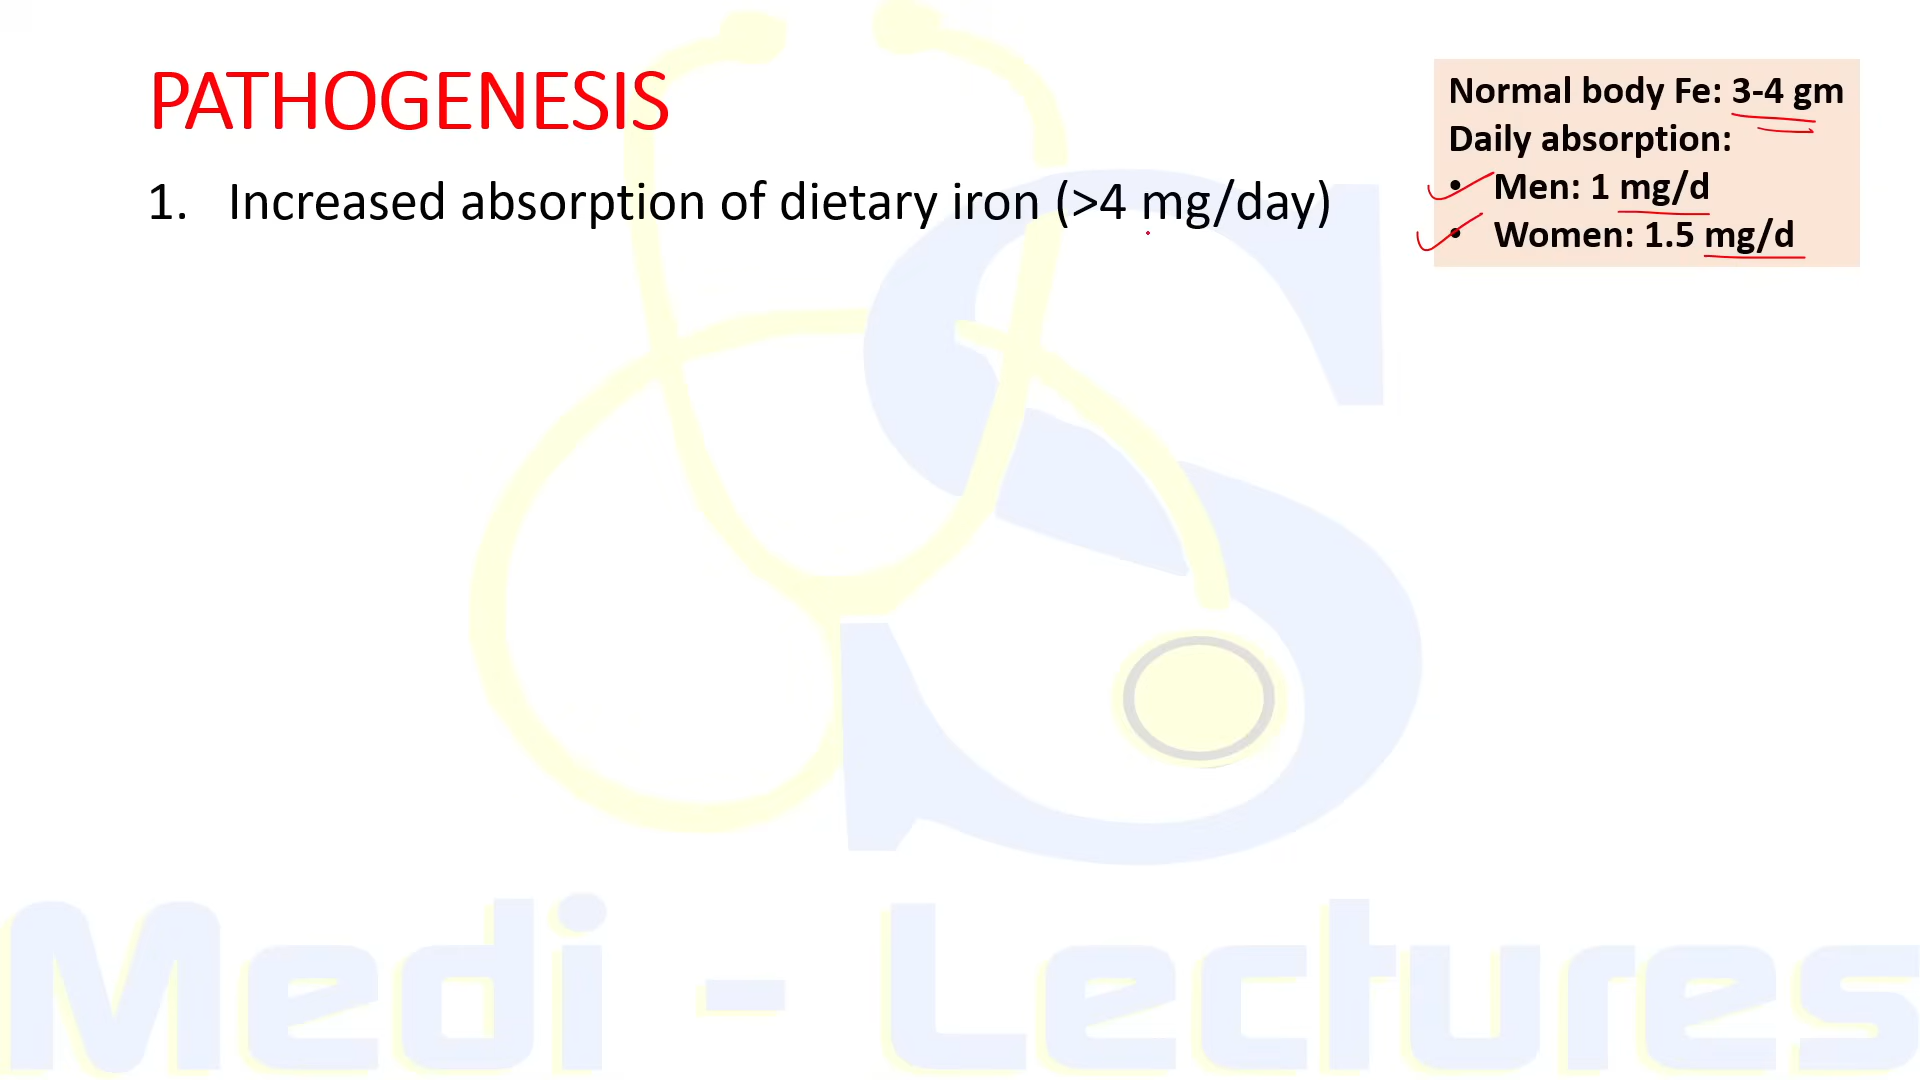 PATHOGENESIS
1. Increased absorption of dietary iron (>4 mg/day)
Normal body Fe: 3-4 gm
Daily absorption:
• Men: 1 mg/d
• Women: 1.5 mg/d
S
Medi - Lectures